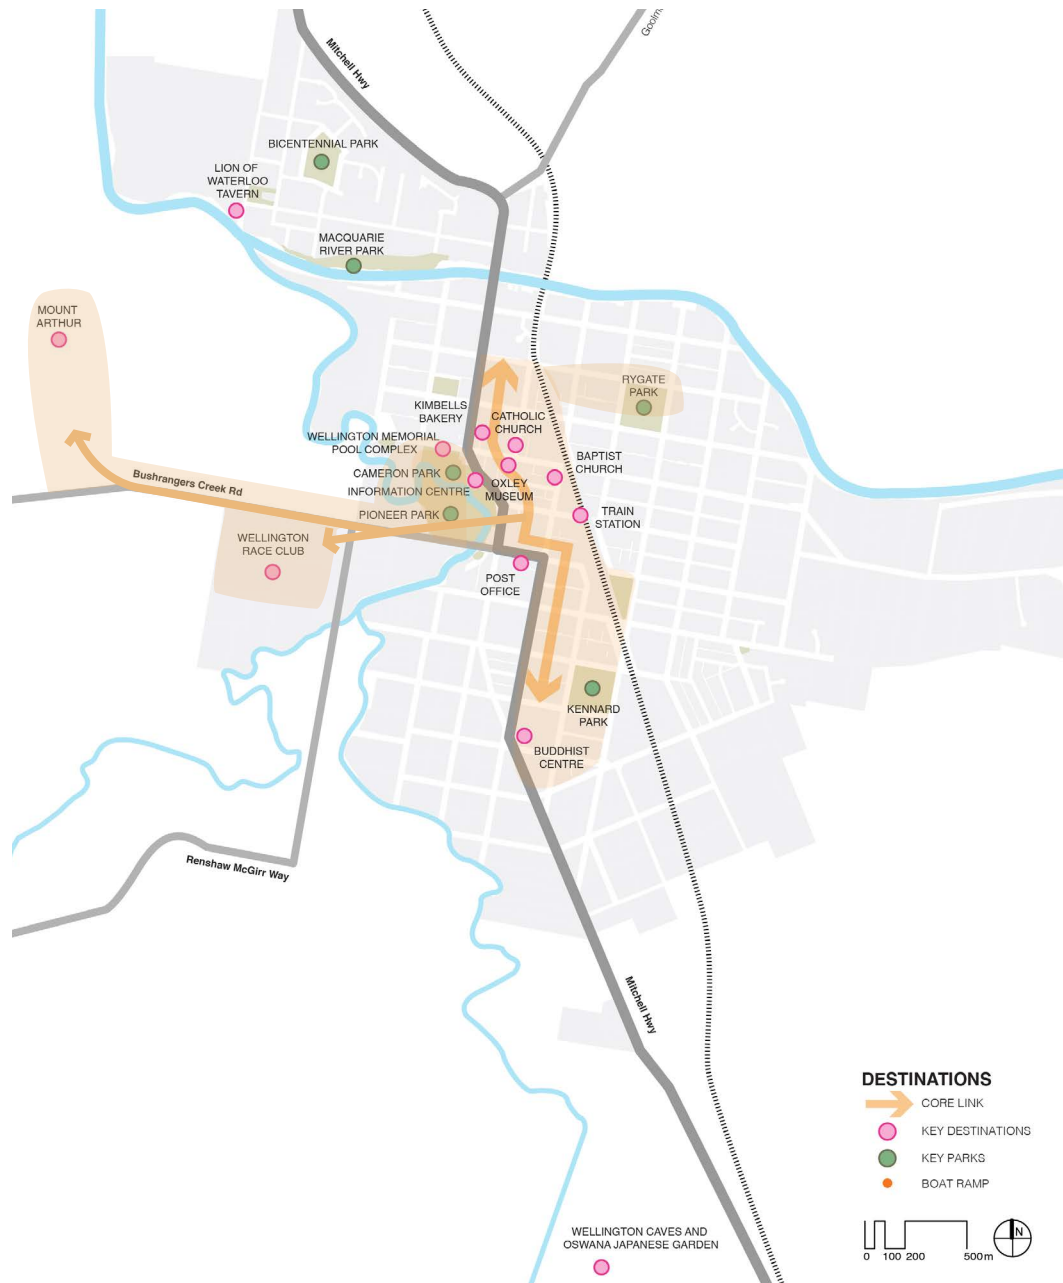 Goolma
Mitchell Hwy
BICENTENNIAL PARK
LION OF
WATERLOO
TAVERN
MACQUARIE
RIVER PARK
MOUNT
ARTHUR
RYGATE
PARK
KIMBELLS
BAKERY
CATHOLIC
CHURCH
WELLINGTON MEMORIAL
POOL COMPLEX
BAPTIST
CHURCH
CAMERON PARK
Bushrangers Creek Rd
OXLEY
MUSEUM
INFORMATION CENTRE
PIONEER PARK
TRAIN
STATION
WELLINGTON
RACE CLUB
POST
OFFICE
KENNARD
PARK
BUDDHIST
CENTRE
Renshaw McGirr Way
Mitchell Hwy
DESTINATIONS
CORE LINK
KEY DESTINATIONS
KEY PARKS
BOAT RAMP
N
0 100 200 500m
WELLINGTON CAVES AND
OSWANA JAPANESE GARDEN